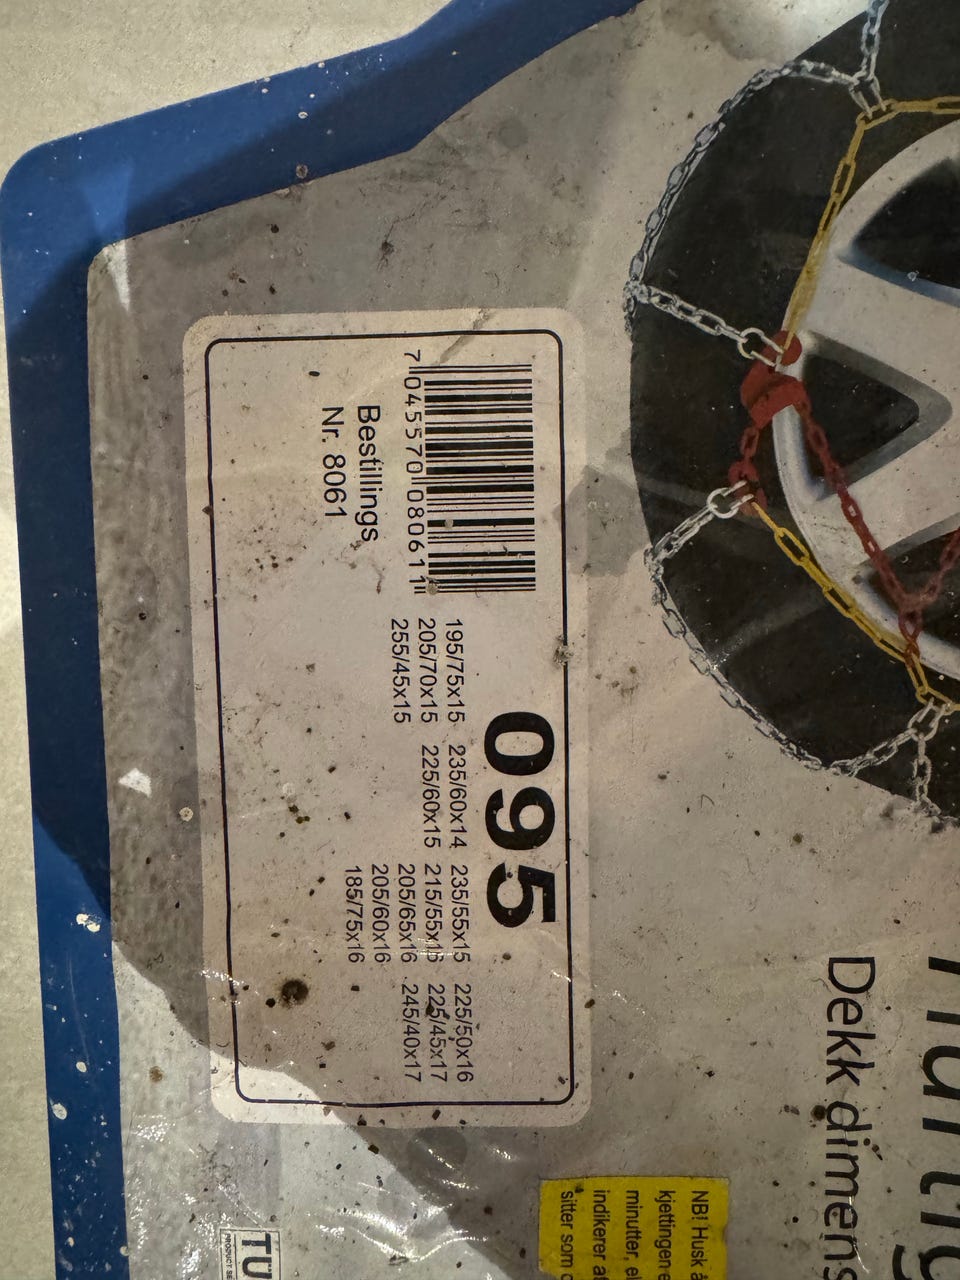 Dekk dimens
095
195/75x15 235/60x14 235/55x15 225/50x16
205/70x15 225/60x15 215/55x16 225/45x17
255/45x15 205/65x16 245/40x17
205/60x16
185/75x16
7 045570 080611
Bestillings
Nr. 8061
NB! Husk å
kjettingen
minutter,
indikerer at
sitter som
PRODUCT